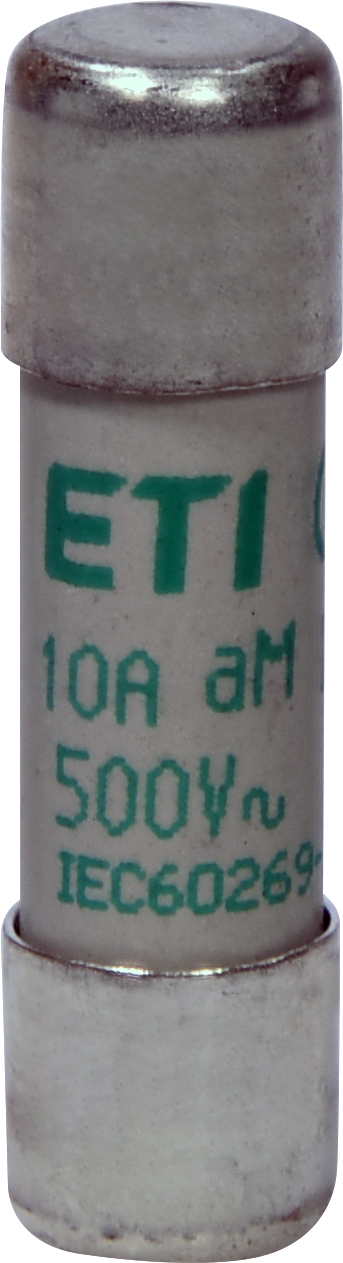 ETI
10A aM
500V~
IEC60269-